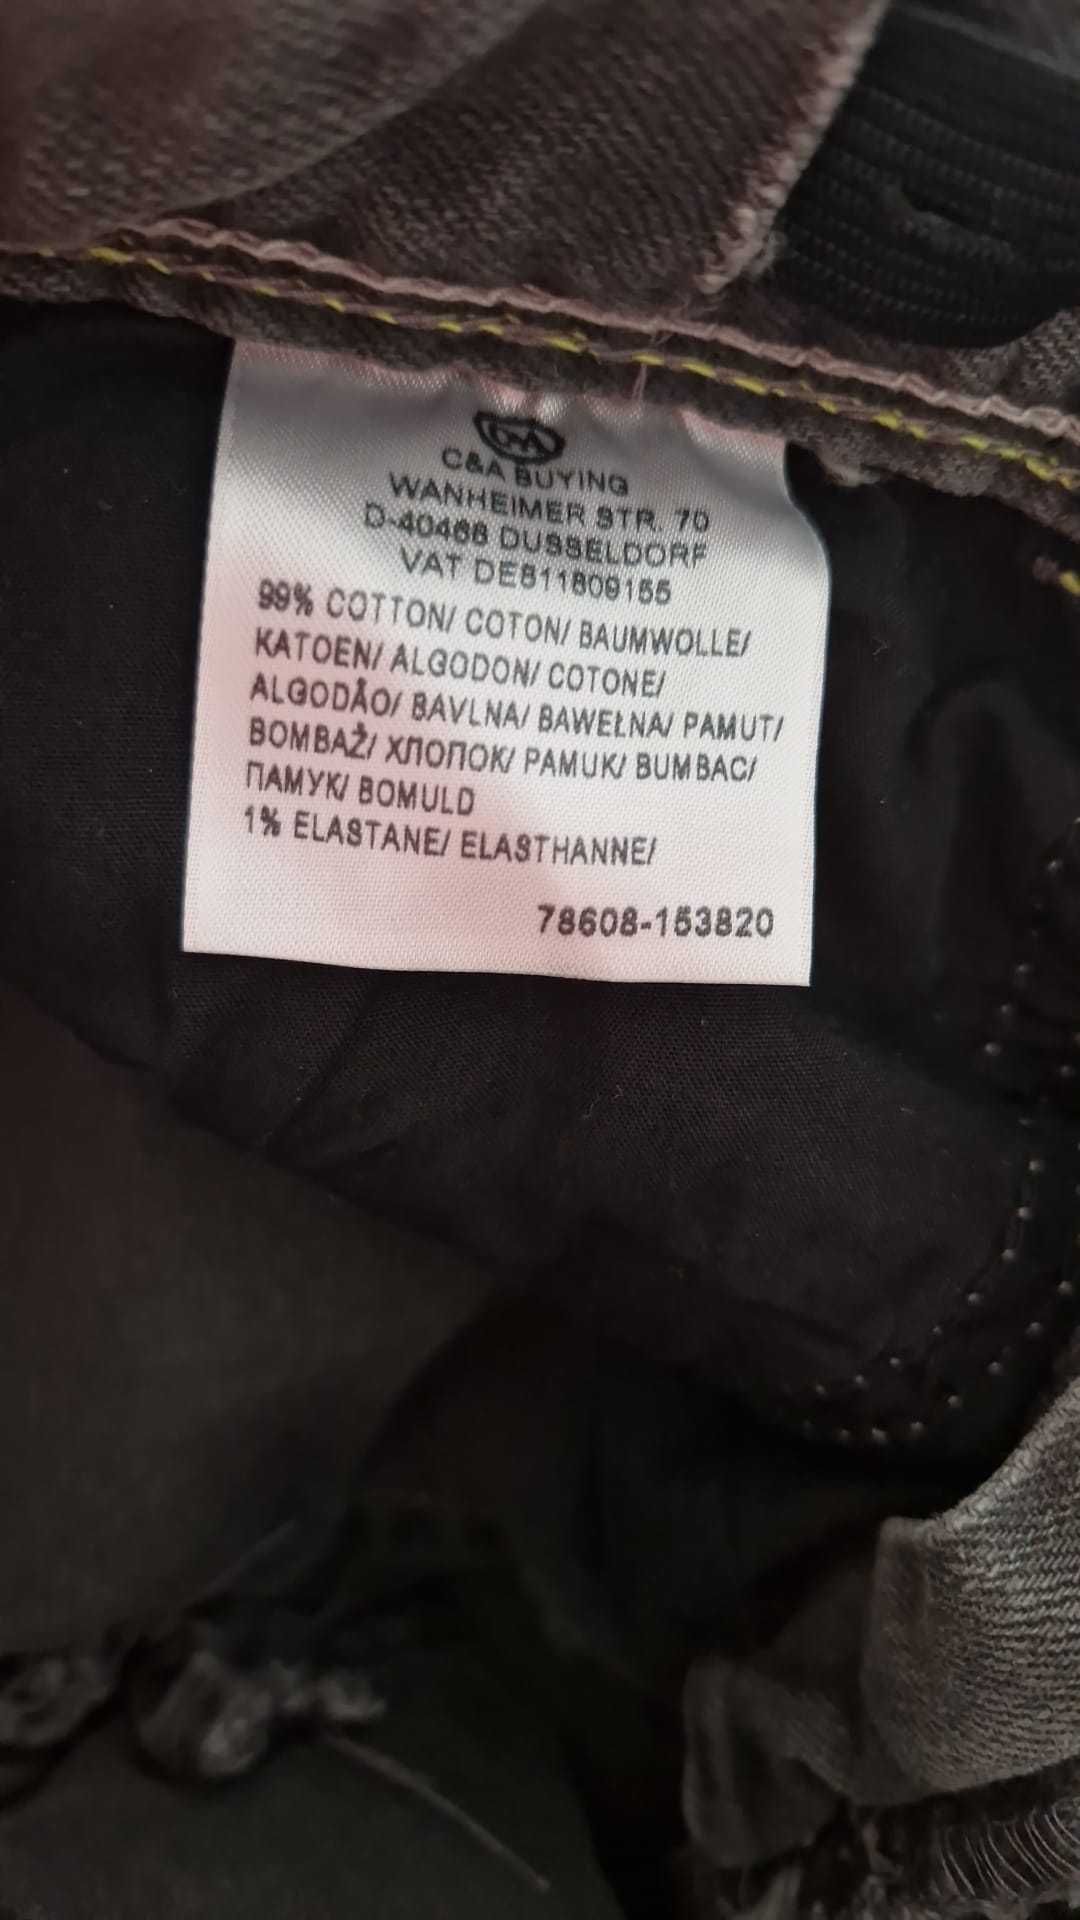 C&A
C&A BUYING
WANHEIMER STR. 70
D-40468 DUSSELDORF
VAT DE811809155
99% COTTON/ COTON/ BAUMWOLLE/
KATOEN/ ALGODON/ COTONE/
ALGODÃO/ BAVLNA/ BAWEŁNA/ PAMUT/
BOMBAŽ/ ХЛОПОК/ PAMUK/ BUMBAC/
ПАМУК/ BOMULD
1% ELASTANE/ ELASTHANNE/
78608-153820